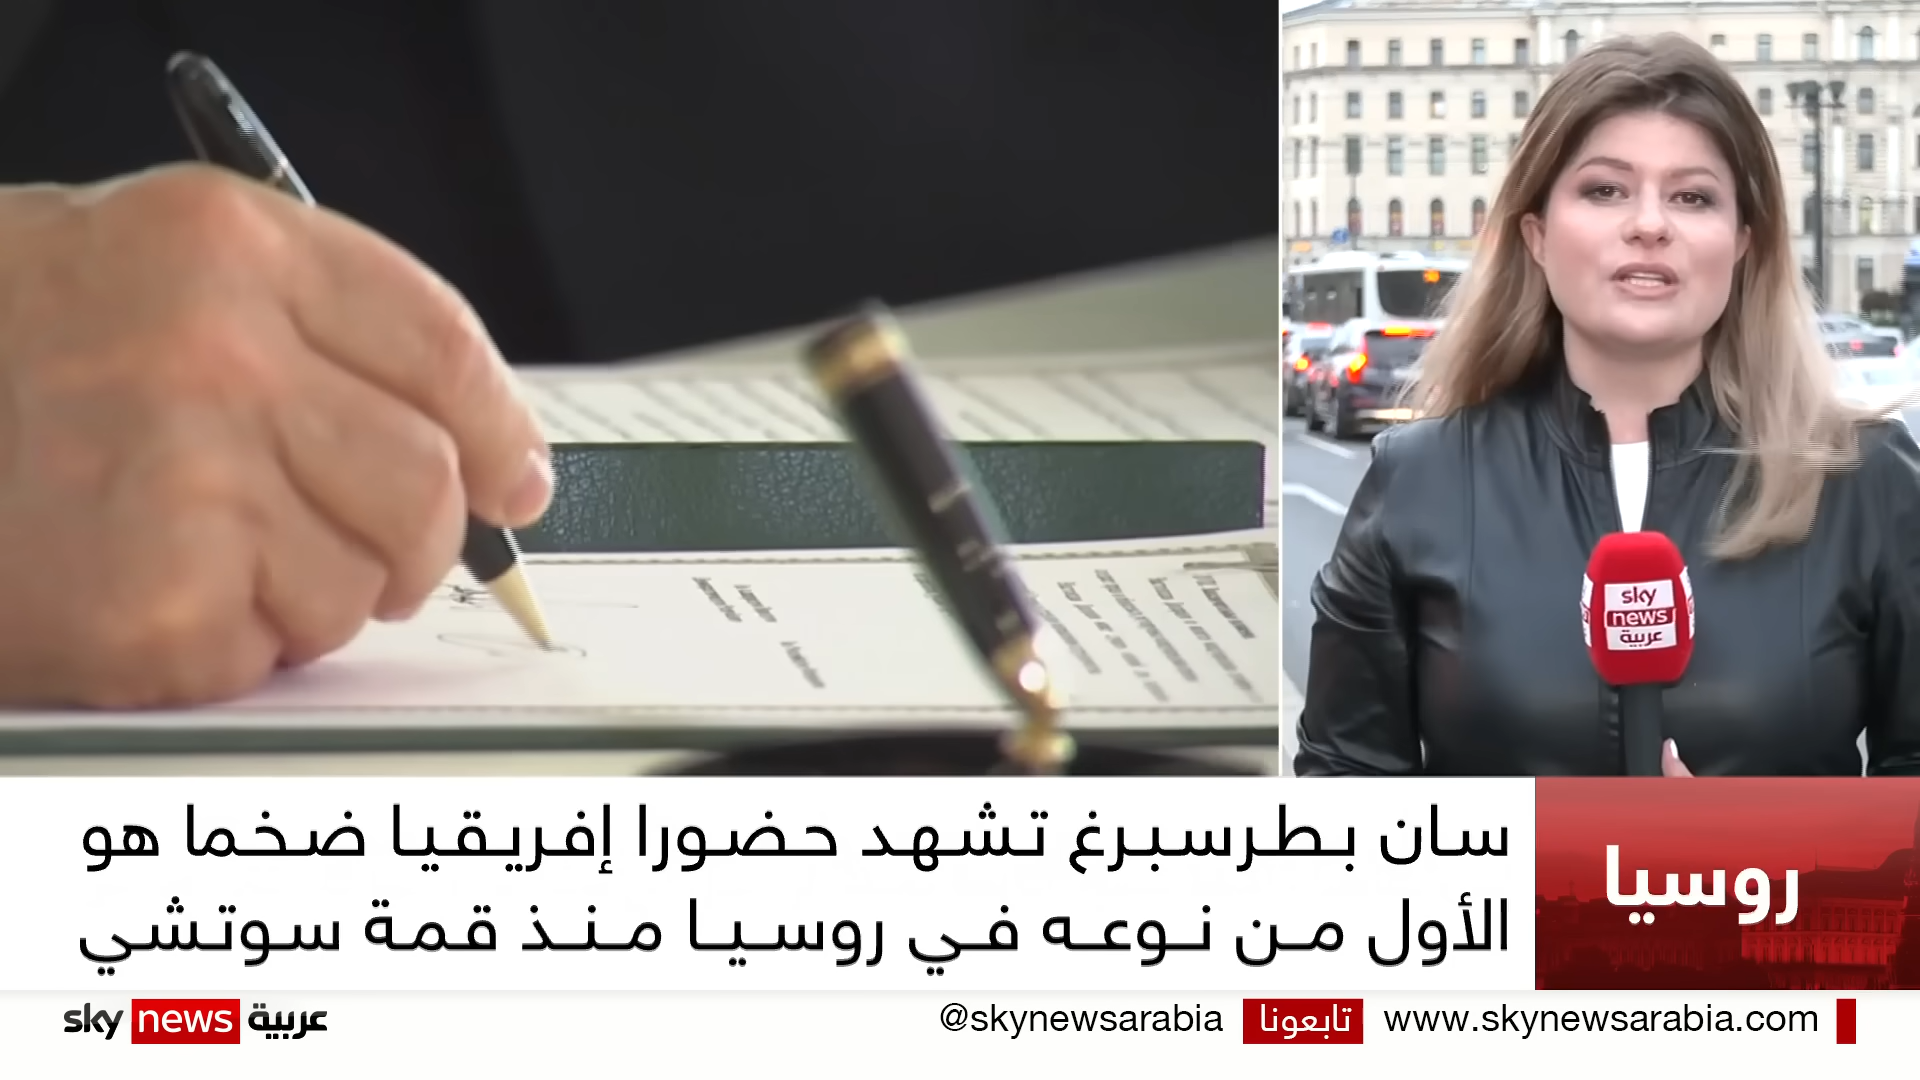 sky
news
عربية
روسيا
سان بطرسبرغ تشهد حضورا إفريقيا ضخما هو
الأول من نوعه في روسيا منذ قمة سوتشي
sky news عربية
@skynewsarabia تابعونا www.skynewsarabia.com